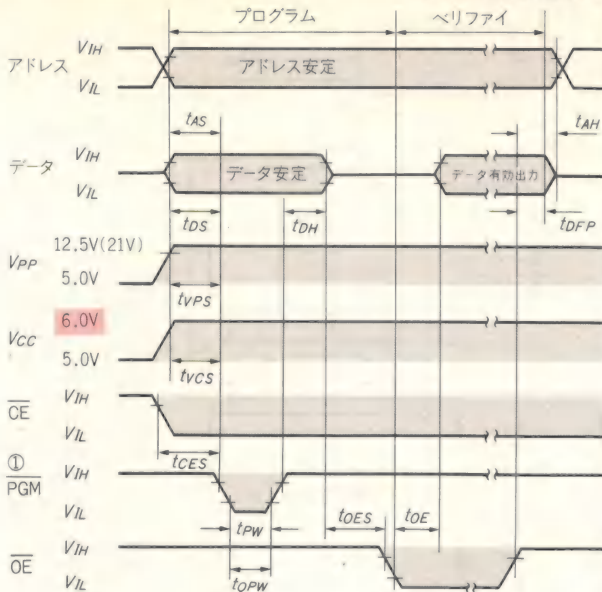 プログラム ベリファイ
アドレス VIH VIL アドレス安定
tAS tAH
データ VIH VIL データ安定 データ有効出力
tDS tDH tDFP
VPP 12.5V(21V) 5.0V
tVPS
VCC 6.0V 5.0V
tVCS
CE VIH VIL
tCES
① PGM VIH VIL
tPW tOES tOE
tOPW
OE VIH VIL